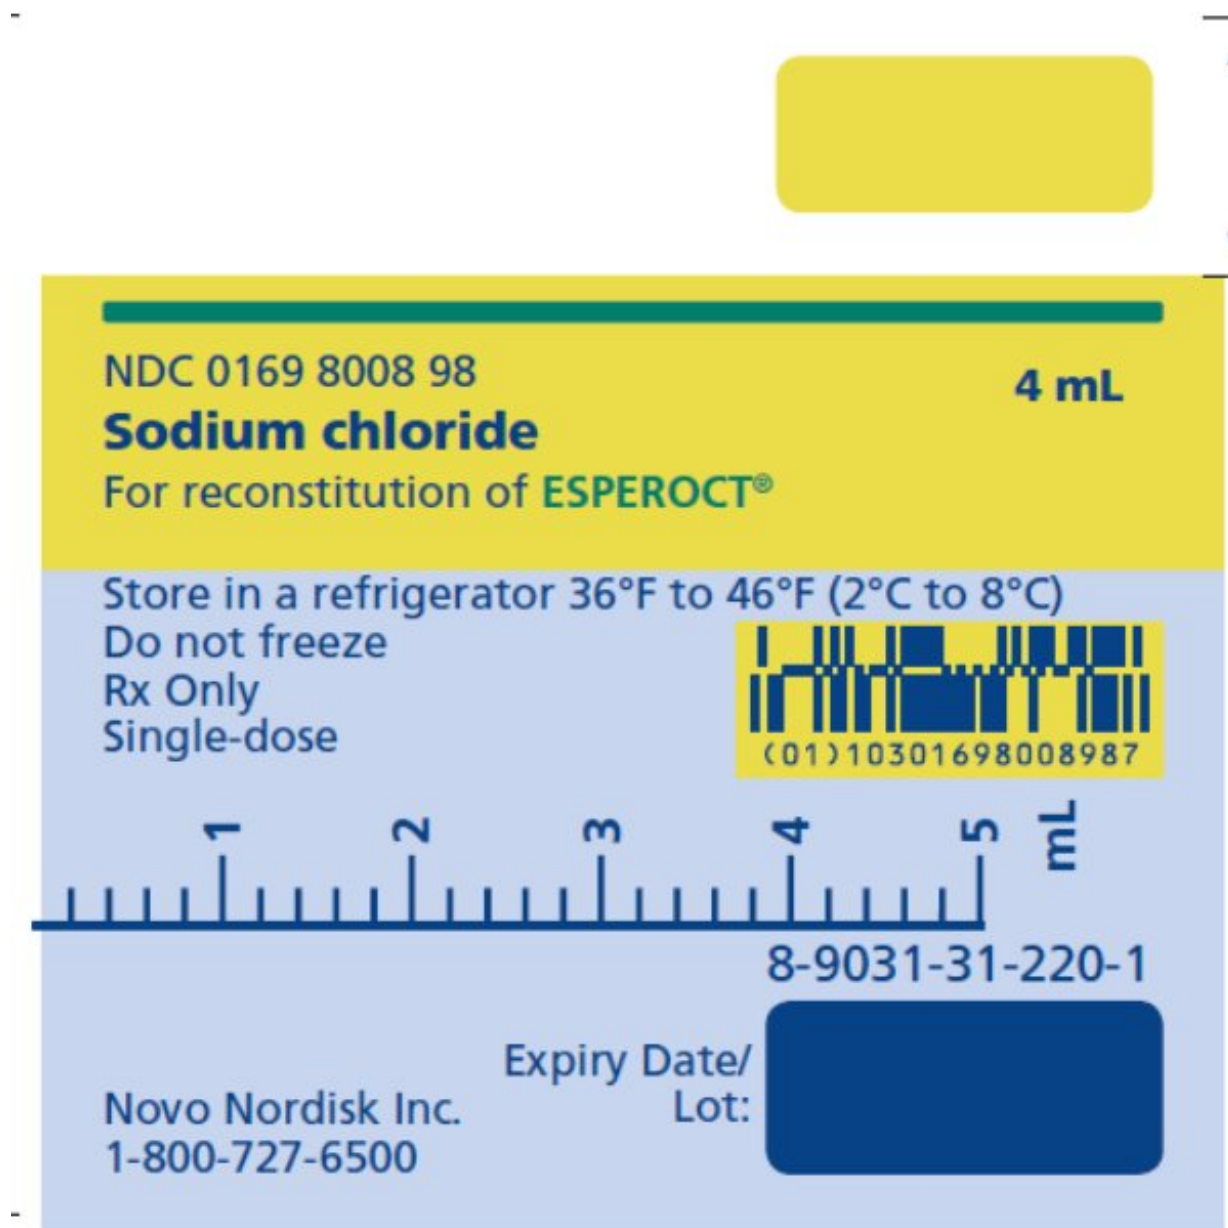 NDC 0169 8008 98
4 mL
Sodium chloride
For reconstitution of ESPEROCT®
Store in a refrigerator 36°F to 46°F (2°C to 8°C)
Do not freeze
Rx Only
Single-dose
(01)10301698008987
1 2 3 4 5 mL
8-9031-31-220-1
Expiry Date/
Lot:
Novo Nordisk Inc.
1-800-727-6500